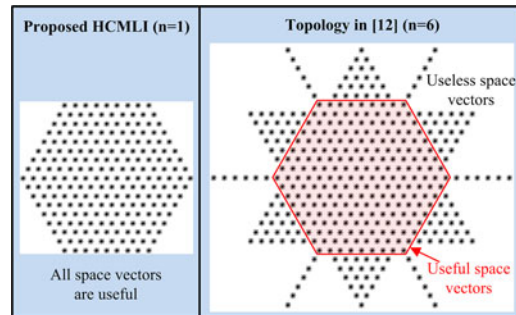 Proposed HCMLI (n=1)
All space vectors
are useful
Topology in [12] (n=6)
Useless space
vectors
Useful space
vectors